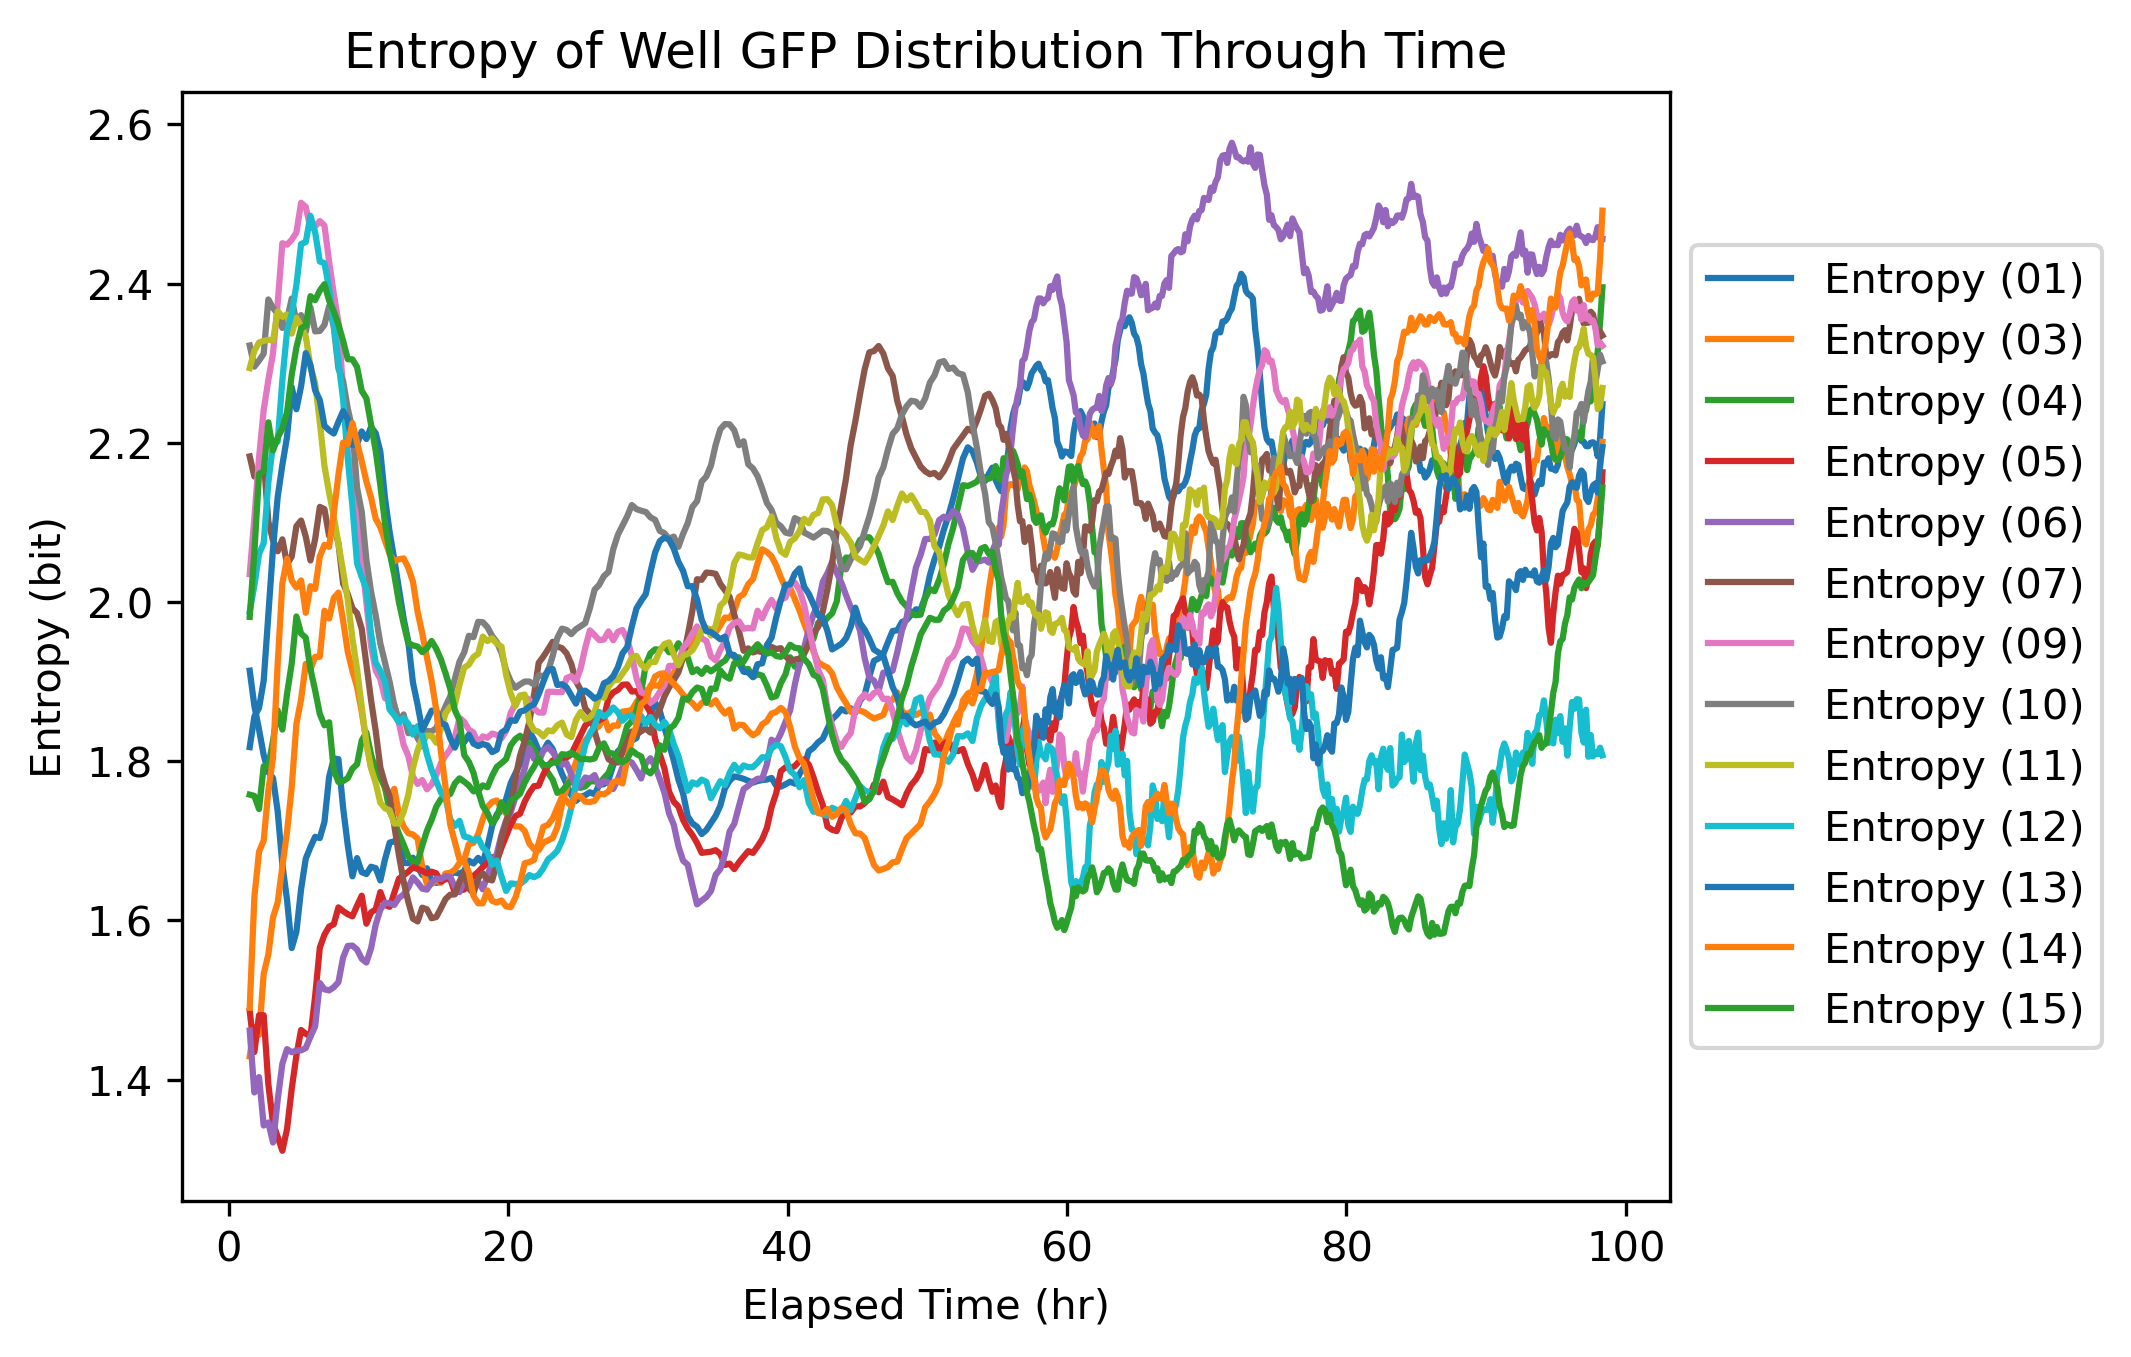 Entropy of Well GFP Distribution Through Time
Entropy (bit)
2.6
2.4
2.2
2.0
1.8
1.6
1.4
0 20 40 60 80 100
Elapsed Time (hr)
Entropy (01)
Entropy (03)
Entropy (04)
Entropy (05)
Entropy (06)
Entropy (07)
Entropy (09)
Entropy (10)
Entropy (11)
Entropy (12)
Entropy (13)
Entropy (14)
Entropy (15)